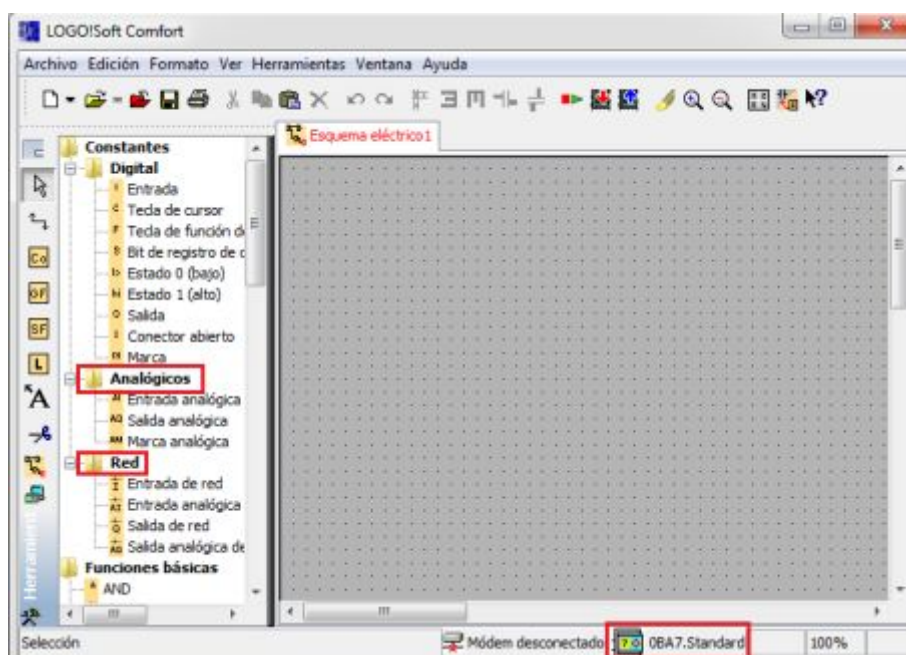 LOGO!Soft Comfort
Archivo Edición Formato Ver Herramientas Ventana Ayuda
Esquema eléctrico1
Constantes
Digital
Entrada
Tecla de cursor
Tecla de función d
Bit de registro de c
Estado 0 (bajo)
Estado 1 (alto)
Salida
Conector abierto
Marca
Analógicos
Entrada analógica
Salida analógica
Marca analógica
Red
Entrada de red
Entrada analógica
Salida de red
Salida analógica de
Funciones básicas
AND
Co
GF
SF
L
A
Selección
Módem desconectado
0BA7.Standard
100%